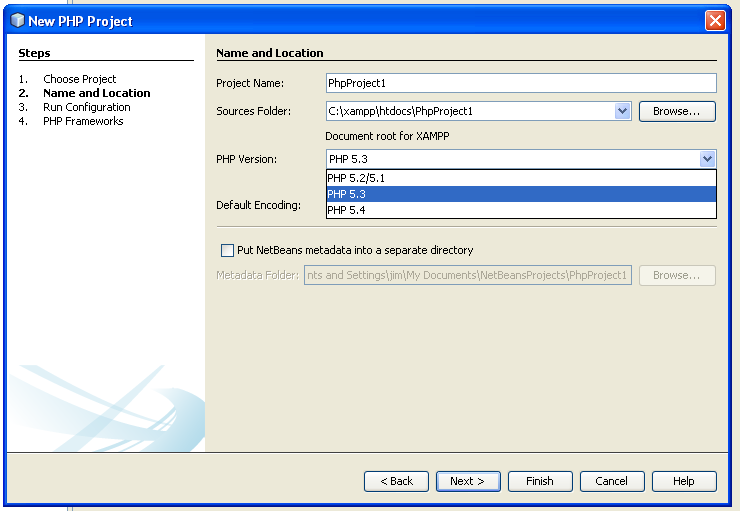 New PHP Project
Steps
1. Choose Project
2. Name and Location
3. Run Configuration
4. PHP Frameworks
Name and Location
Project Name: PhpProject1
Sources Folder: C:\xampp\htdocs\PhpProject1 Browse...
Document root for XAMPP
PHP Version: PHP 5.3
PHP 5.2/5.1
PHP 5.3
PHP 5.4
Default Encoding:
Put NetBeans metadata into a separate directory
Metadata Folder: nts and Settings\jim\My Documents\NetBeansProjects\PhpProject1 Browse...
< Back Next > Finish Cancel Help